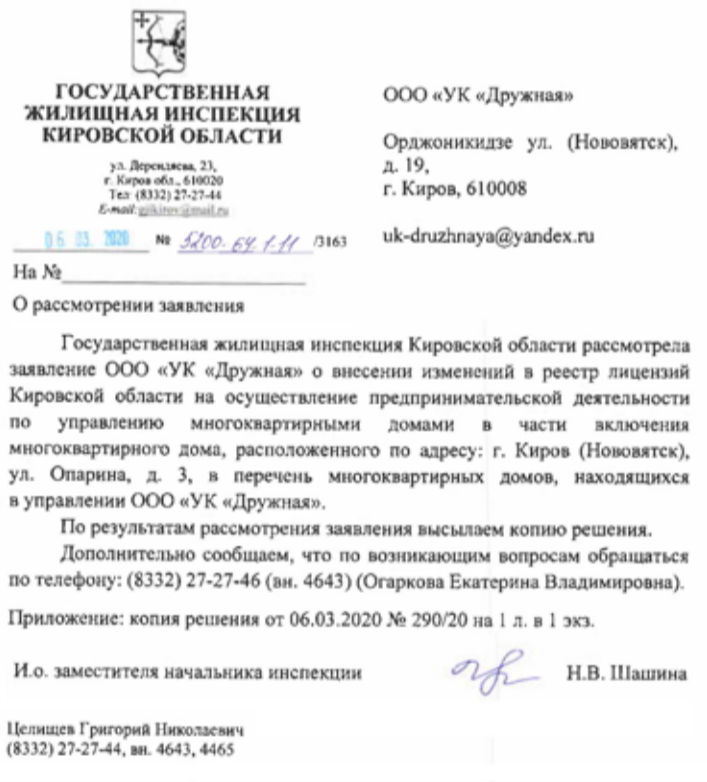 ГОСУДАРСТВЕННАЯ
ЖИЛИЩНАЯ ИНСПЕКЦИЯ
КИРОВСКОЙ ОБЛАСТИ
ул. Дерендяева, 23,
г. Киров обл., 610020
Тел: (8332) 27-27-44
E-mail: gjikirov@mail.ru
06. 03. 2020 № 5200-64.1-11 /3163
На №
О рассмотрении заявления
ООО «УК «Дружная»
Орджоникидзе ул. (Нововятск),
д. 19,
г. Киров, 610008
uk-druzhnaya@yandex.ru
Государственная жилищная инспекция Кировской области рассмотрела
заявление ООО «УК «Дружная» о внесении изменений в реестр лицензий
Кировской области на осуществление предпринимательской деятельности
по управлению многоквартирными домами в части включения
многоквартирного дома, расположенного по адресу: г. Киров (Нововятск),
ул. Опарина, д. 3, в перечень многоквартирных домов, находящихся
в управлении ООО «УК «Дружная».
По результатам рассмотрения заявления высылаем копию решения.
Дополнительно сообщаем, что по возникающим вопросам обращаться
по телефону: (8332) 27-27-46 (вн. 4643) (Огаркова Екатерина Владимировна).
Приложение: копия решения от 06.03.2020 № 290/20 на 1 л. в 1 экз.
И.о. заместителя начальника инспекции Н.В. Шашина
Целищев Григорий Николаевич
(8332) 27-27-44, вн. 4643, 4465